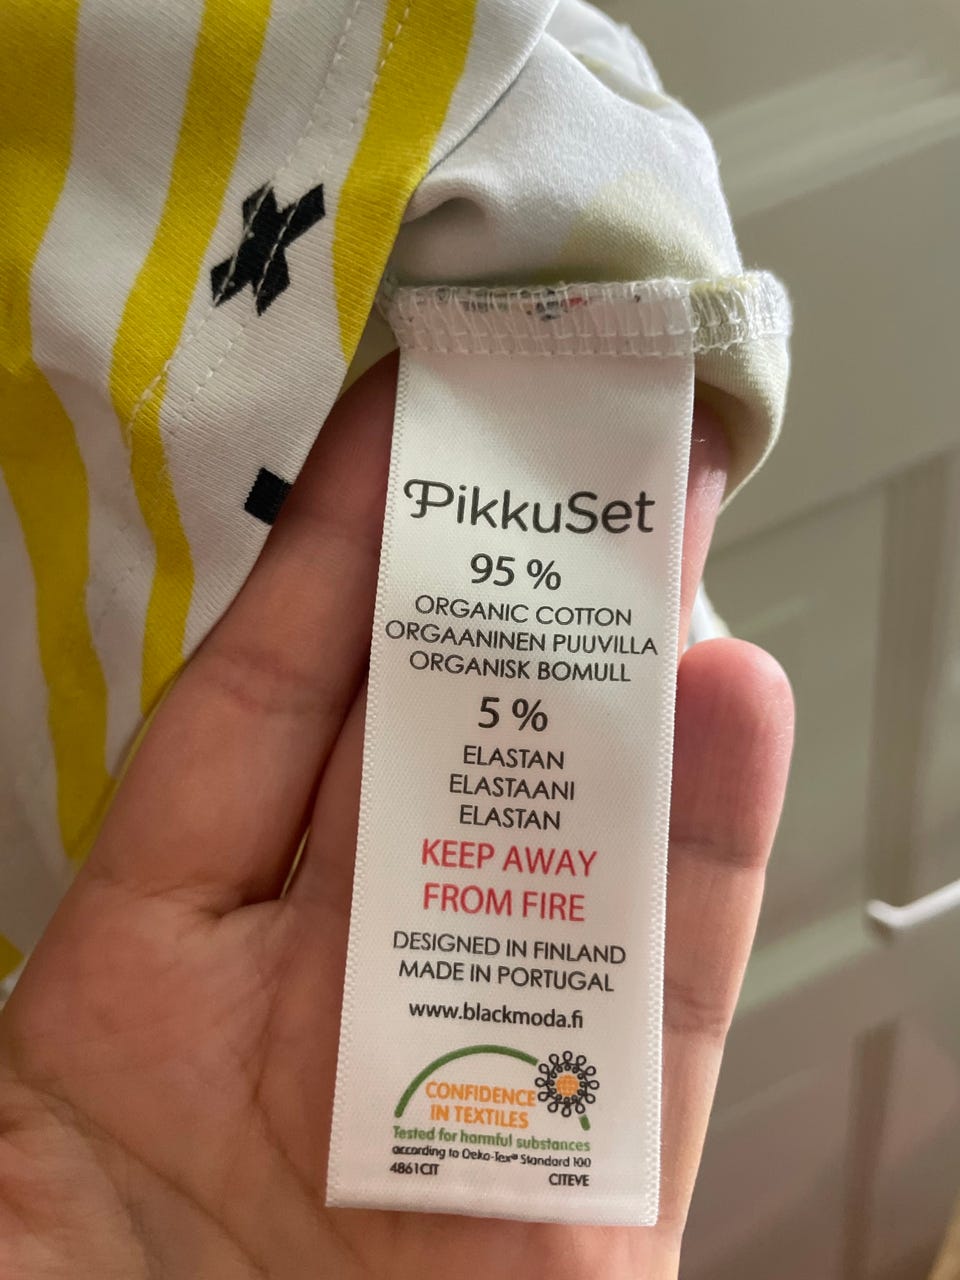 PikkuSet
95 %
ORGANIC COTTON
ORGAANINEN PUUVILLA
ORGANISK BOMULL
5 %
ELASTAN
ELASTAANI
ELASTAN
KEEP AWAY
FROM FIRE
DESIGNED IN FINLAND
MADE IN PORTUGAL
www.blackmoda.fi
CONFIDENCE
IN TEXTILES
Tested for harmful substances
according to Oeko-Tex® Standard 100
4861CIT CITEVE